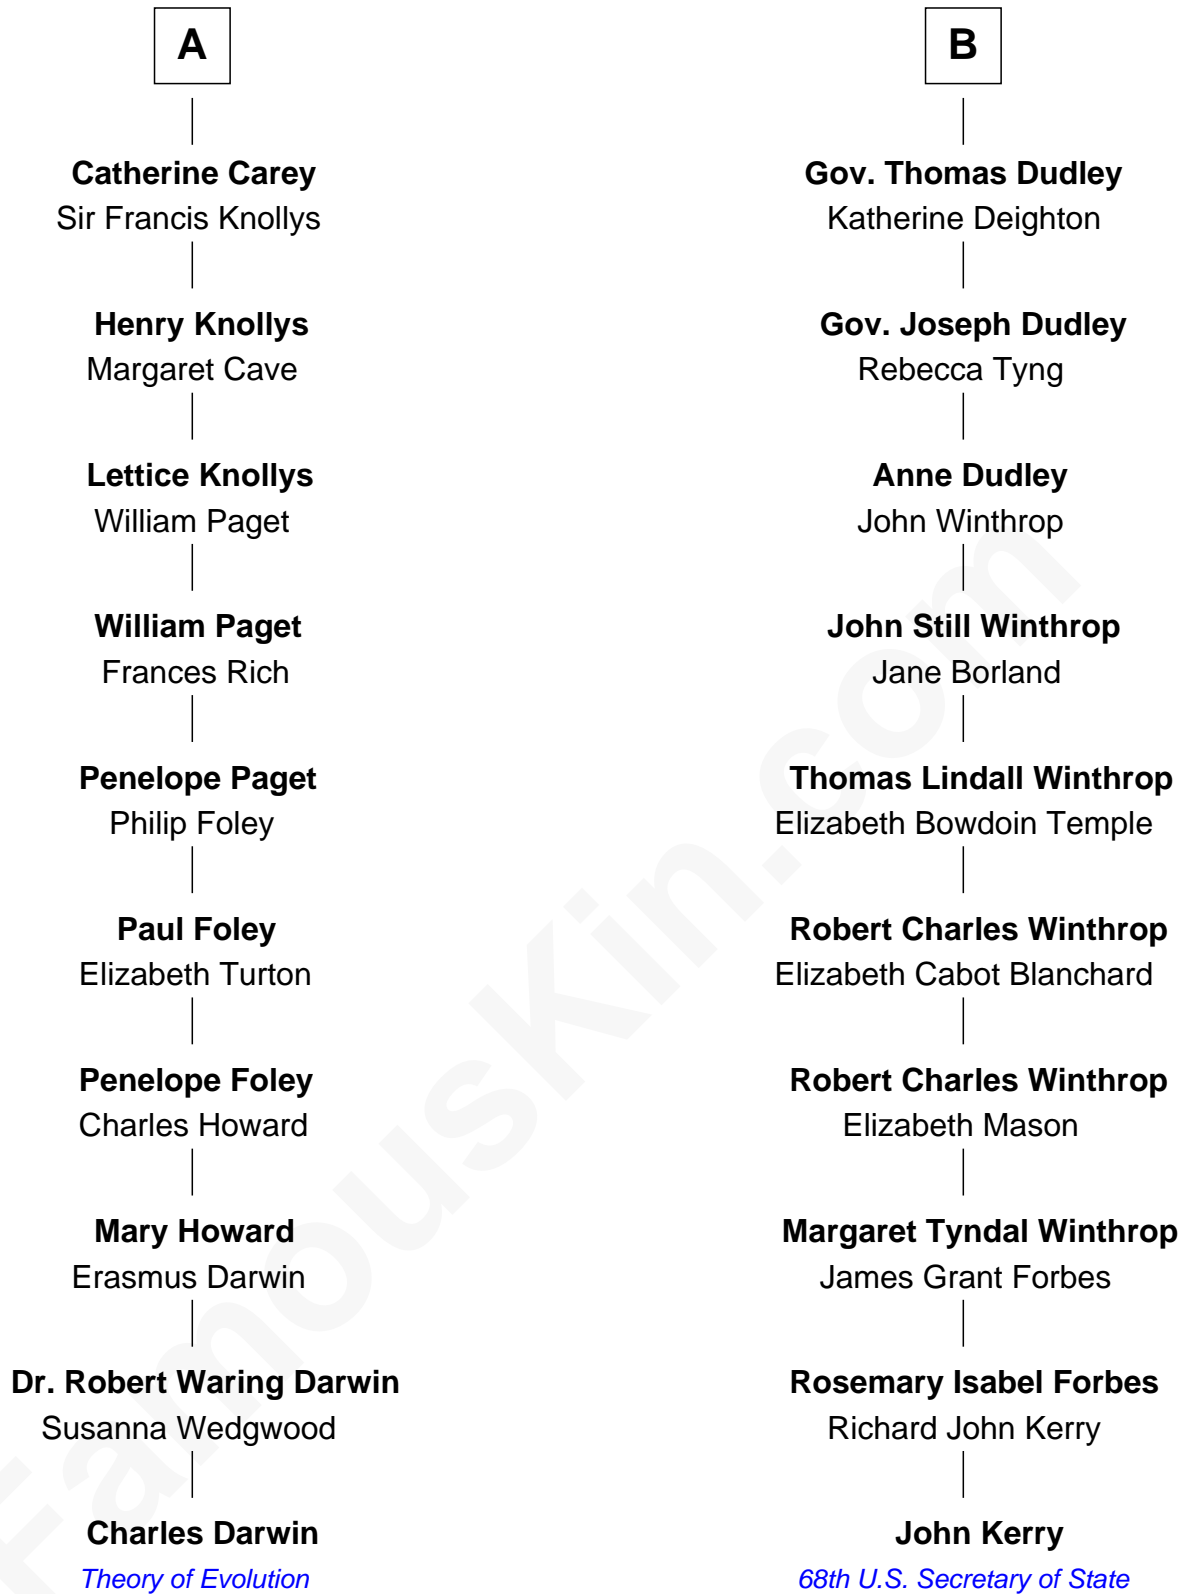 A
Catherine Carey
Sir Francis Knollys
Henry Knollys
Margaret Cave
Lettice Knollys
William Paget
William Paget
Frances Rich
Penelope Paget
Philip Foley
Paul Foley
Elizabeth Turton
Penelope Foley
Charles Howard
Mary Howard
Erasmus Darwin
Dr. Robert Waring Darwin
Susanna Wedgwood
Charles Darwin
Theory of Evolution
B
Gov. Thomas Dudley
Katherine Deighton
Gov. Joseph Dudley
Rebecca Tyng
Anne Dudley
John Winthrop
John Still Winthrop
Jane Borland
Thomas Lindall Winthrop
Elizabeth Bowdoin Temple
Robert Charles Winthrop
Elizabeth Cabot Blanchard
Robert Charles Winthrop
Elizabeth Mason
Margaret Tyndal Winthrop
James Grant Forbes
Rosemary Isabel Forbes
Richard John Kerry
John Kerry
68th U.S. Secretary of State
FamousKin.com